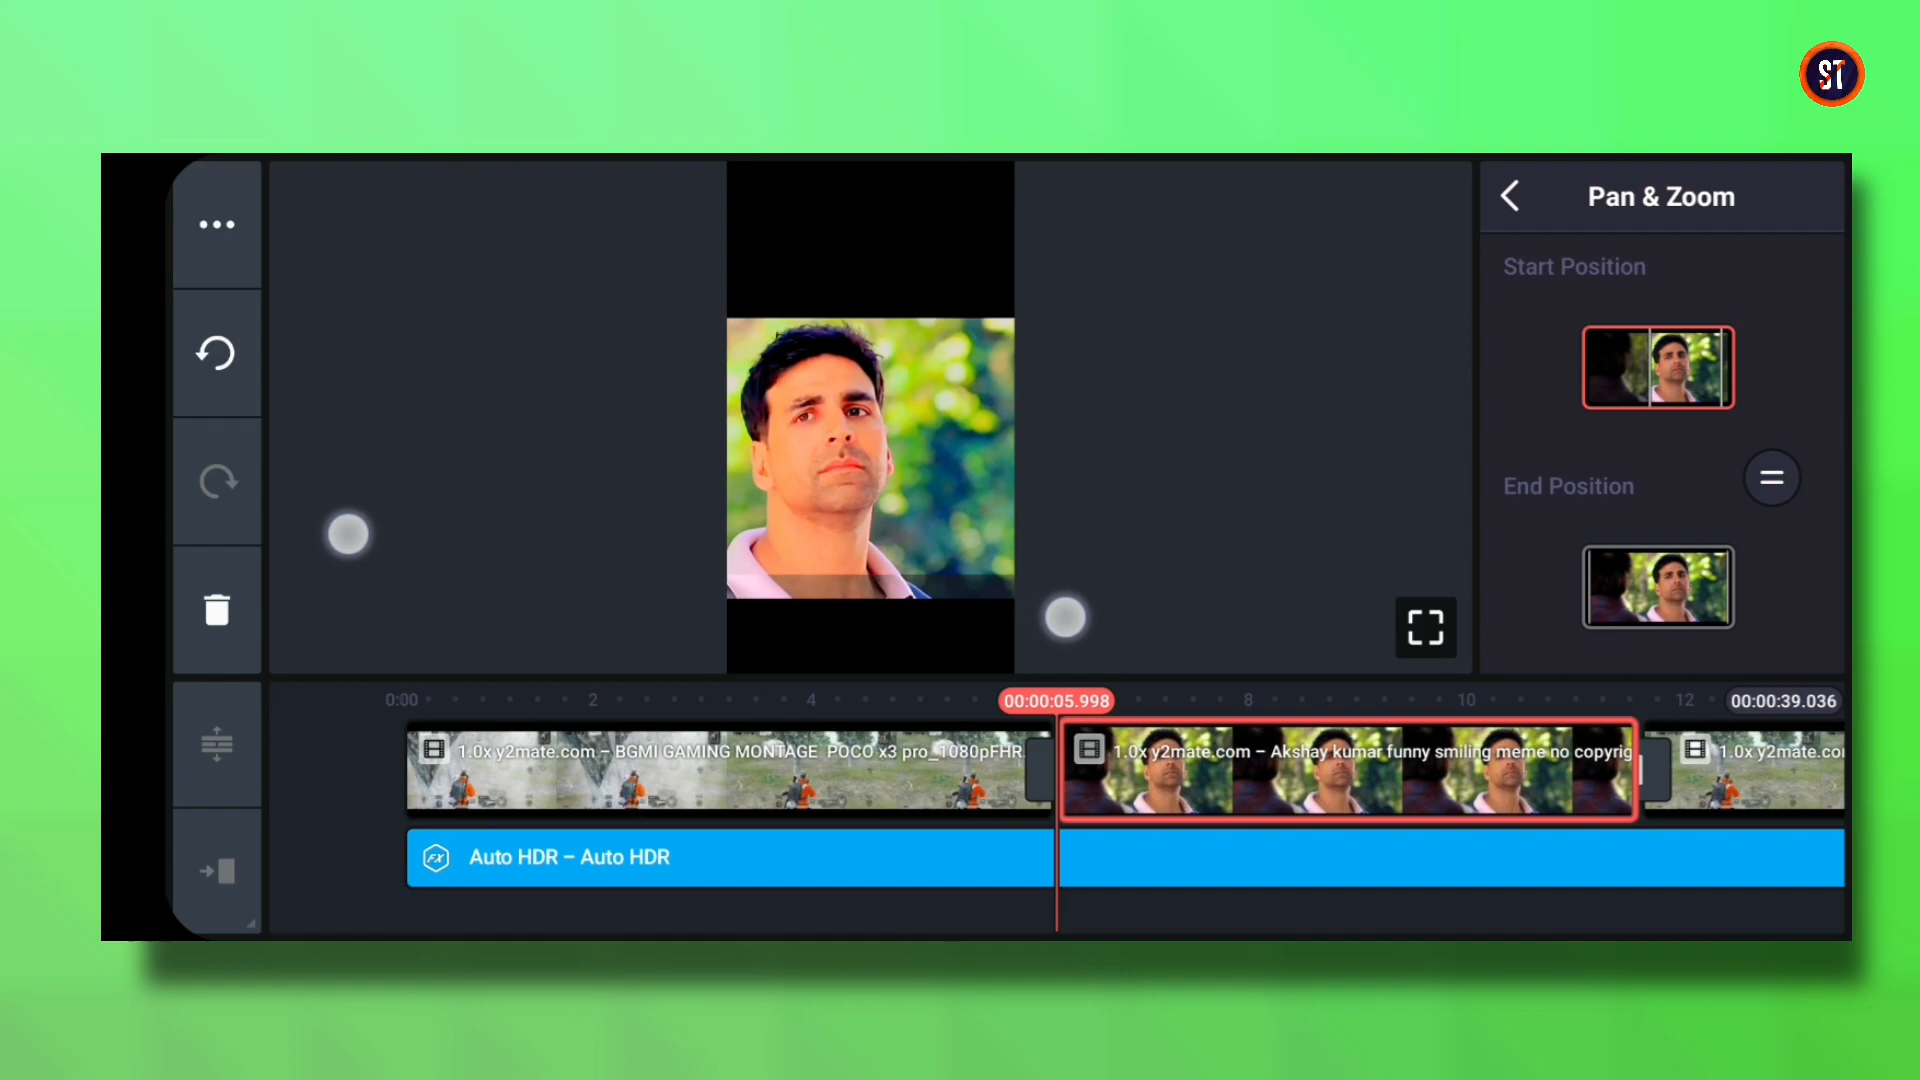 ST
Pan & Zoom
Start Position
End Position
0:00 2 4 00:00:05.998 8 10 12 00:00:39.036
1.0x y2mate.com – BGMI GAMING MONTAGE POCO x3 pro_1080pFHR
1.0x y2mate.com – Akshay kumar funny smiling meme no copyrig
1.0x y2mate.co
FX Auto HDR – Auto HDR